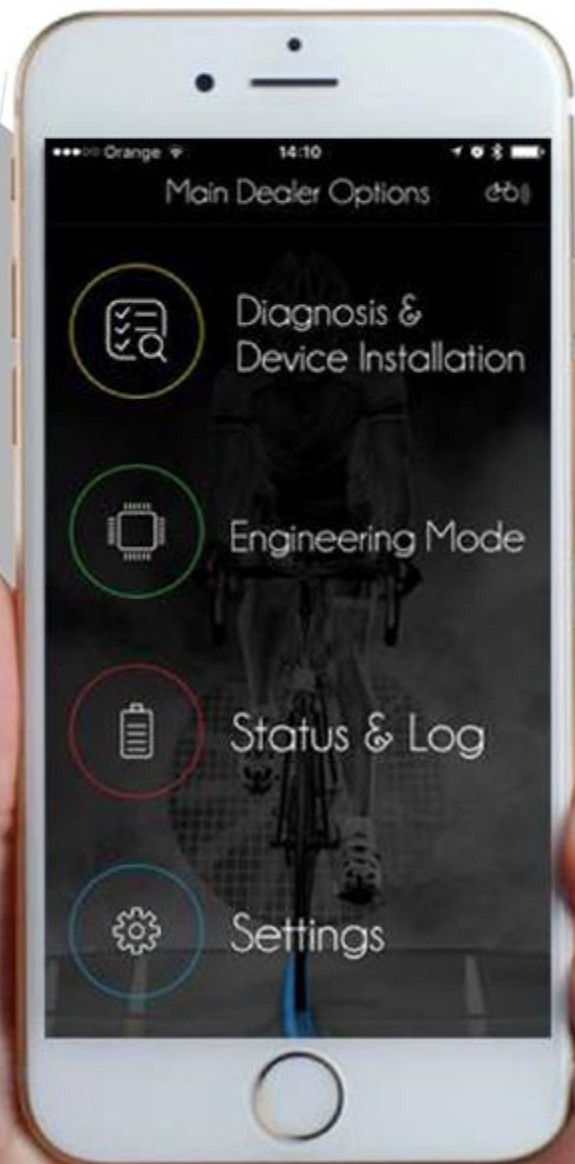 Orange
14:10
Main Dealer Options
Diagnosis &
Device Installation
Engineering Mode
Status & Log
Settings